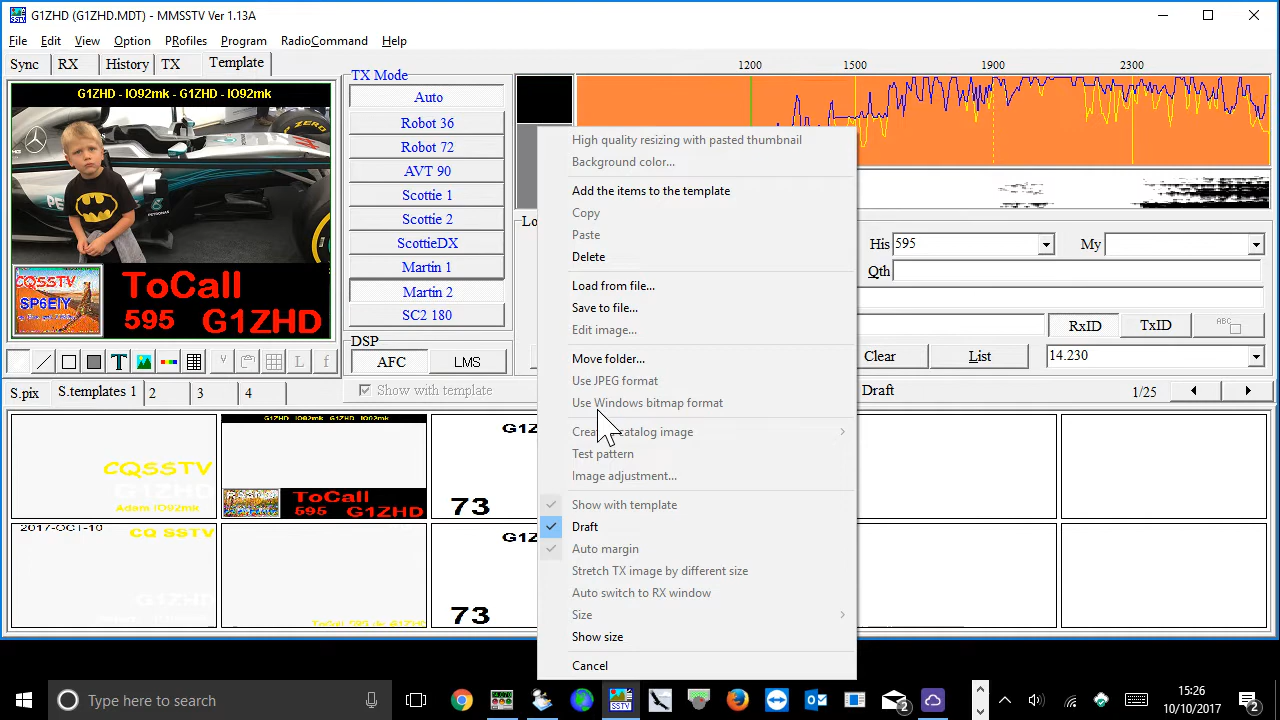 G1ZHD (G1ZHD.MDT) - MMSSTV Ver 1.13A
File Edit View Option PRofiles Program RadioCommand Help
Sync RX History TX Template
G1ZHD - IO92mk - G1ZHD - IO92mk
CQSSTV
SP6EIY
ToCall
595 G1ZHD
TX Mode
Auto
Robot 36
Robot 72
AVT 90
Scottie 1
Scottie 2
ScottieDX
Martin 1
Martin 2
SC2 180
DSP
AFC LMS
1200 1500 1900 2300
High quality resizing with pasted thumbnail
Background color...
Add the items to the template
Copy
Paste
Delete
Load from file...
Save to file...
Edit image...
Move folder...
Use JPEG format
Use Windows bitmap format
catalog image
Test pattern
Image adjustment...
Show with template
Draft
Auto margin
Stretch TX image by different size
Auto switch to RX window
Size
Show size
Cancel
His 595 My
Qth
RxID TxID ABC
Clear List 14.230
Draft 1/25
S.pix S.templates 1 2 3 4
Show with template
CQSSTV
G1ZHD
Adam IO92mk
G1ZHD IO92mk G1ZHD IO92mk
ToCall
595 G1ZHD
G1Z
73
2017-OCT-10 CQ SSTV
G1Z
73
Type here to search
15:26
10/10/2017